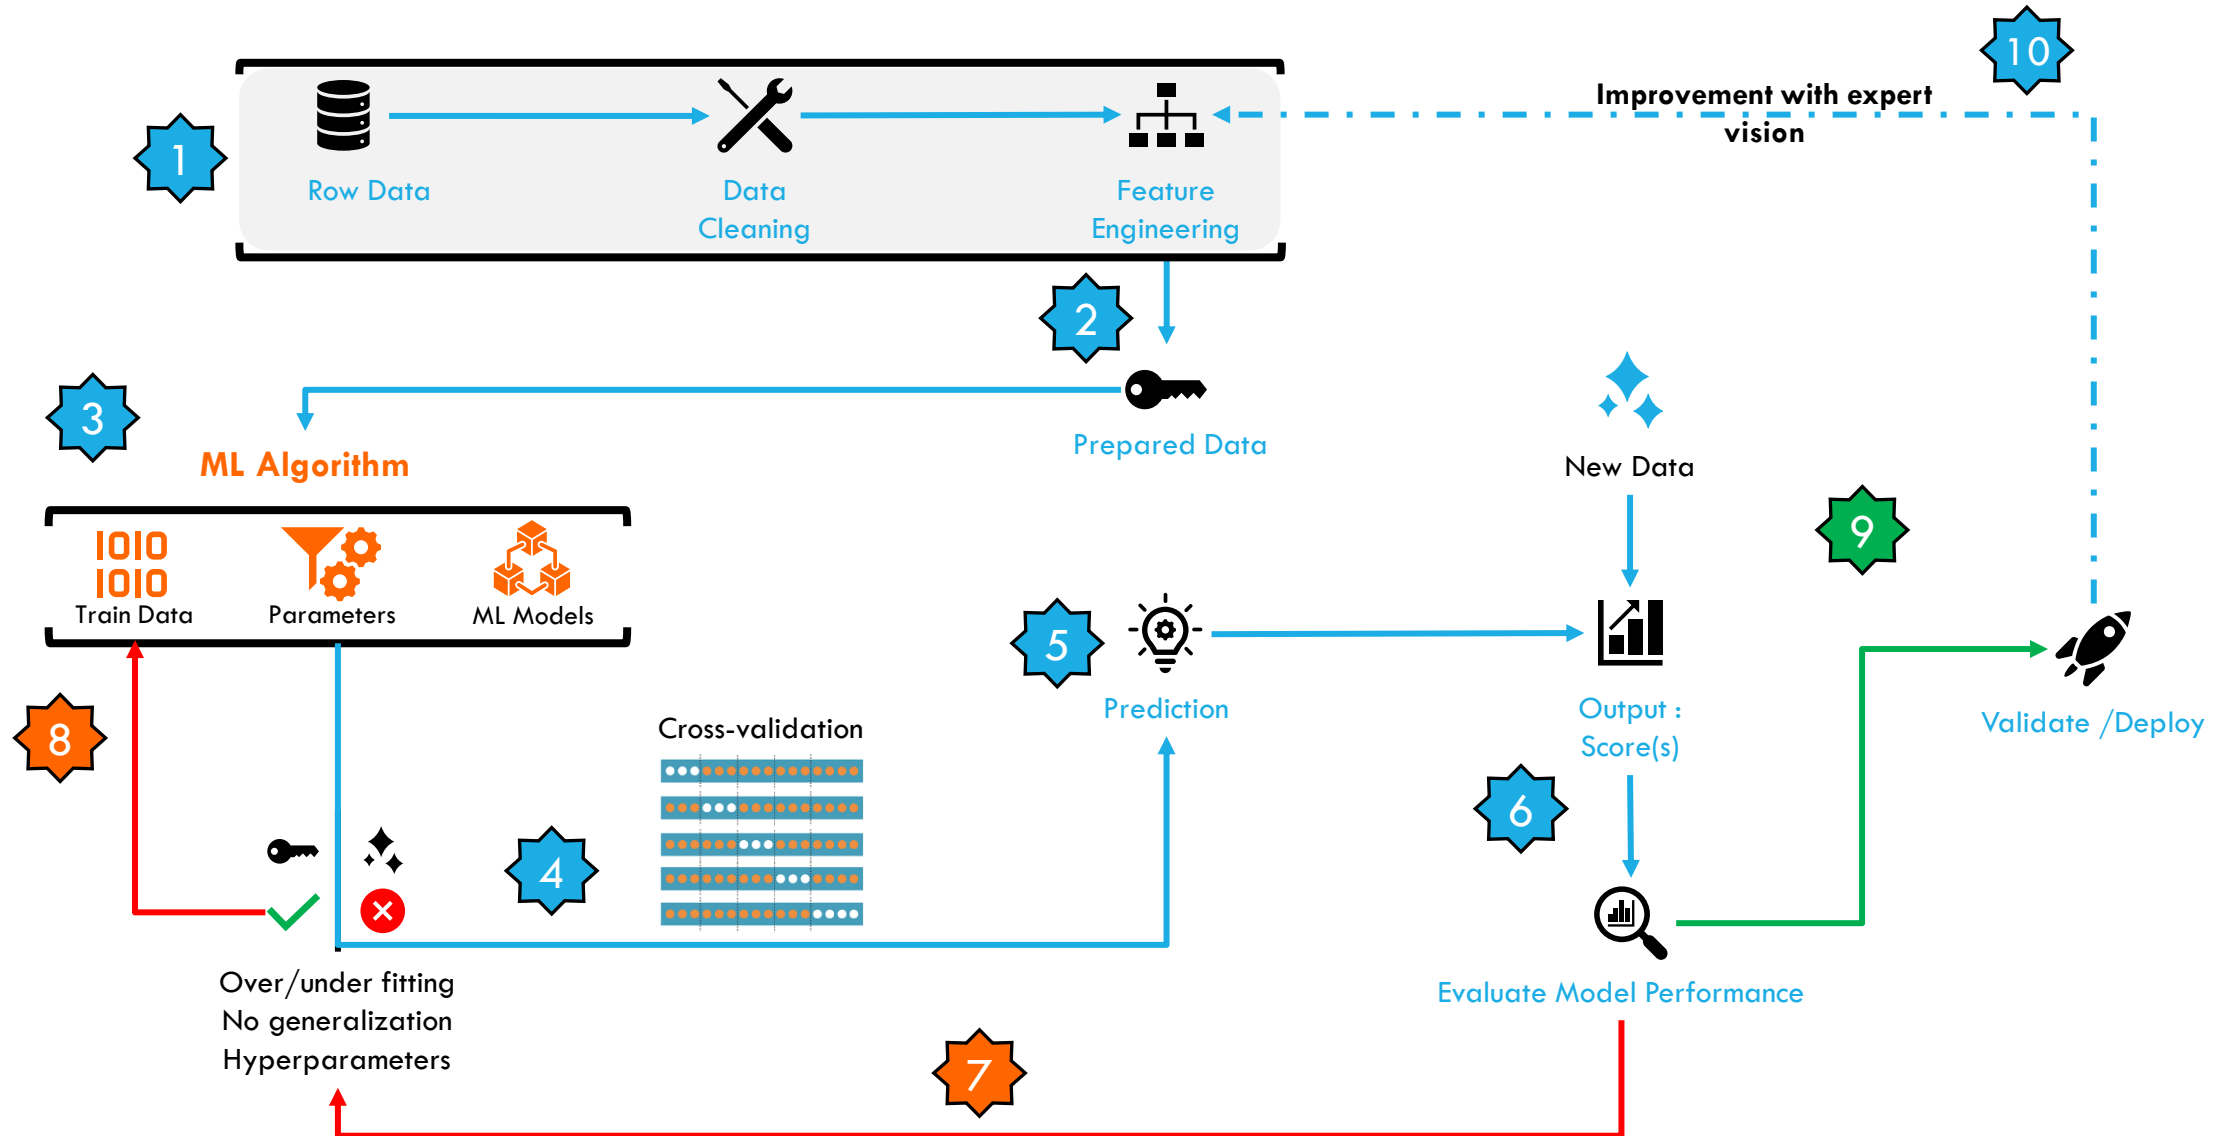 10
Improvement with expert
vision
1
Row Data
Data
Cleaning
Feature
Engineering
2
3
Prepared Data
ML Algorithm
New Data
9
1010
1010
Train Data
Parameters
ML Models
5
Prediction
Output :
Score(s)
Validate /Deploy
8
Cross-validation
4
6
Over/under fitting
No generalization
Hyperparameters
Evaluate Model Performance
7